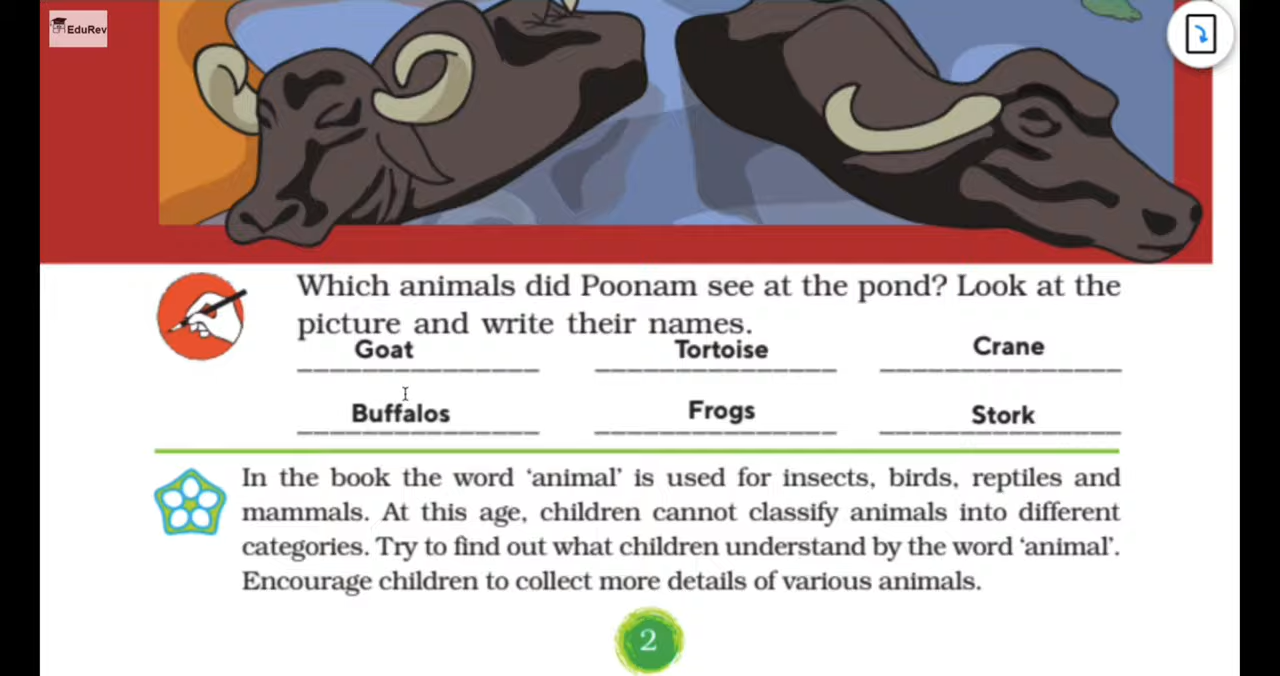 EduRev
Which animals did Poonam see at the pond? Look at the
picture and write their names.
Goat Tortoise Crane
Buffalos Frogs Stork
In the book the word ‘animal’ is used for insects, birds, reptiles and
mammals. At this age, children cannot classify animals into different
categories. Try to find out what children understand by the word ‘animal’.
Encourage children to collect more details of various animals.
2